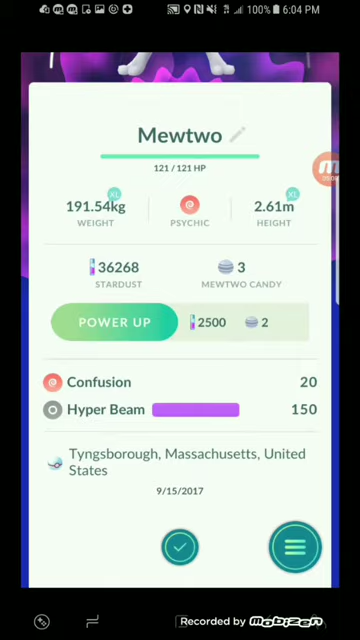 100% 6:04 PM
Mewtwo
121 / 121 HP
XL XL
191.54kg 2.61m
WEIGHT PSYCHIC HEIGHT
36268 3
STARDUST MEWTWO CANDY
POWER UP 2500 2
Confusion 20
Hyper Beam 150
Tyngsborough, Massachusetts, United
States
9/15/2017
Recorded by MOBIZEN